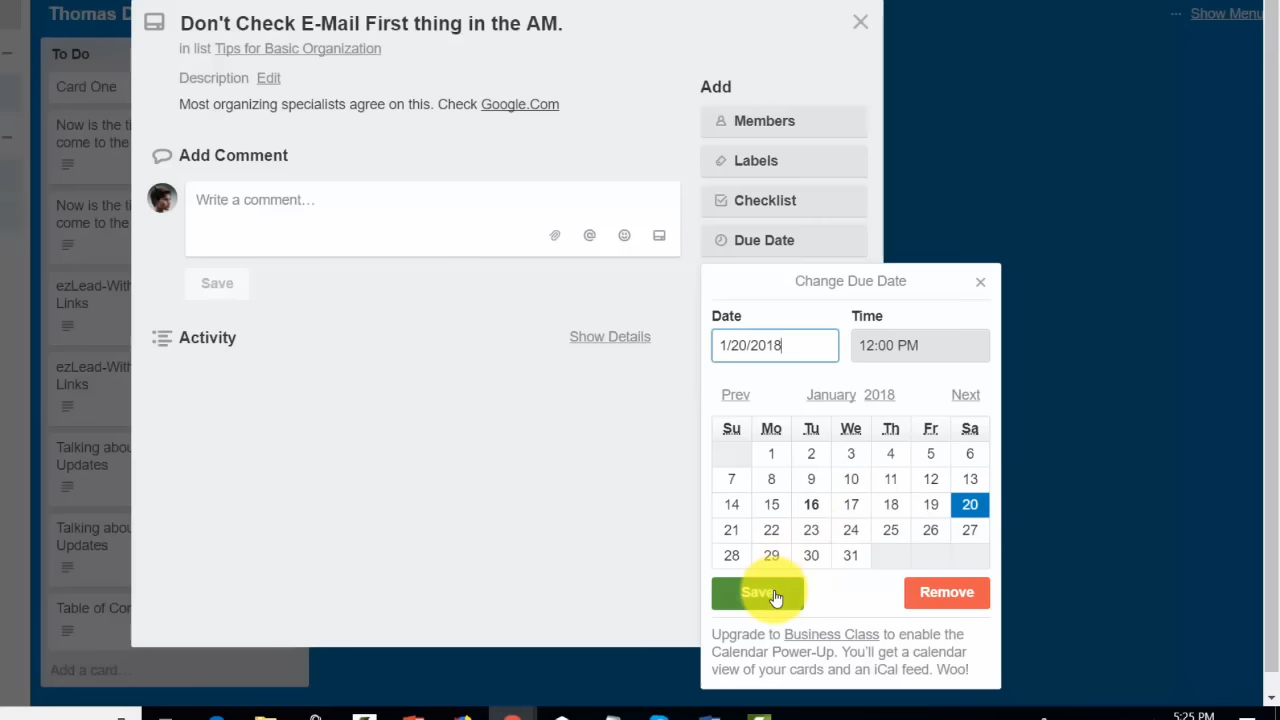 Thomas D
Show Menu
Don't Check E-Mail First thing in the AM.
in list Tips for Basic Organization
Description Edit
Most organizing specialists agree on this. Check Google.Com
Add Comment
Write a comment…
@
Save
Activity
Show Details
To Do
Card One
Now is the ti
come to the
Now is the ti
come to the
ezLead-With
Links
ezLead-With
Links
Talking abou
Updates
Talking abou
Updates
Table of Con
Add a card…
Add
Members
Labels
Checklist
Due Date
Change Due Date
Date Time
1/20/2018 12:00 PM
Prev January 2018 Next
Su Mo Tu We Th Fr Sa
1 2 3 4 5 6
7 8 9 10 11 12 13
14 15 16 17 18 19 20
21 22 23 24 25 26 27
28 29 30 31
Save Remove
Upgrade to Business Class to enable the
Calendar Power-Up. You'll get a calendar
view of your cards and an iCal feed. Woo!
5:25 PM